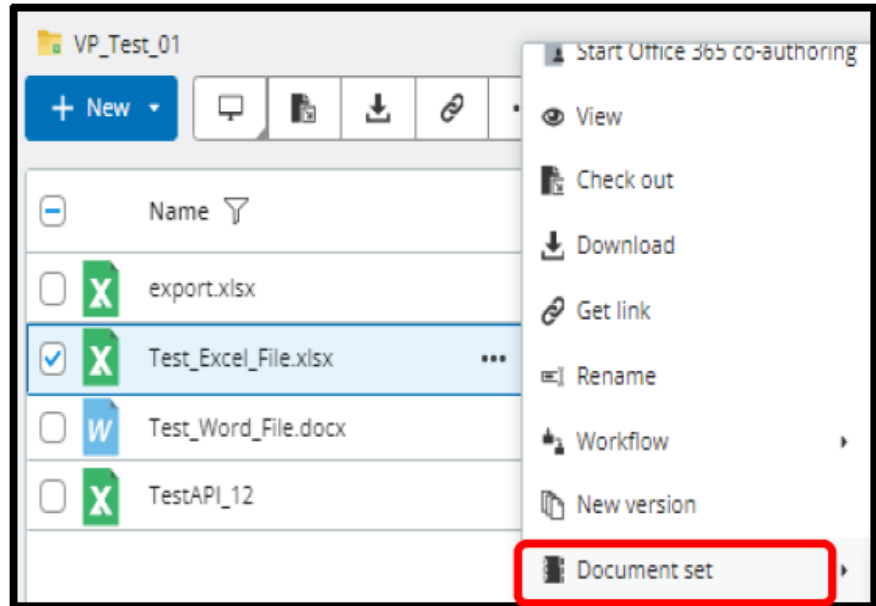 VP_Test_01
+ New
Name
export.xlsx
Test_Excel_File.xlsx
Test_Word_File.docx
TestAPI_12
Start Office 365 co-authoring
View
Check out
Download
Get link
Rename
Workflow
New version
Document set